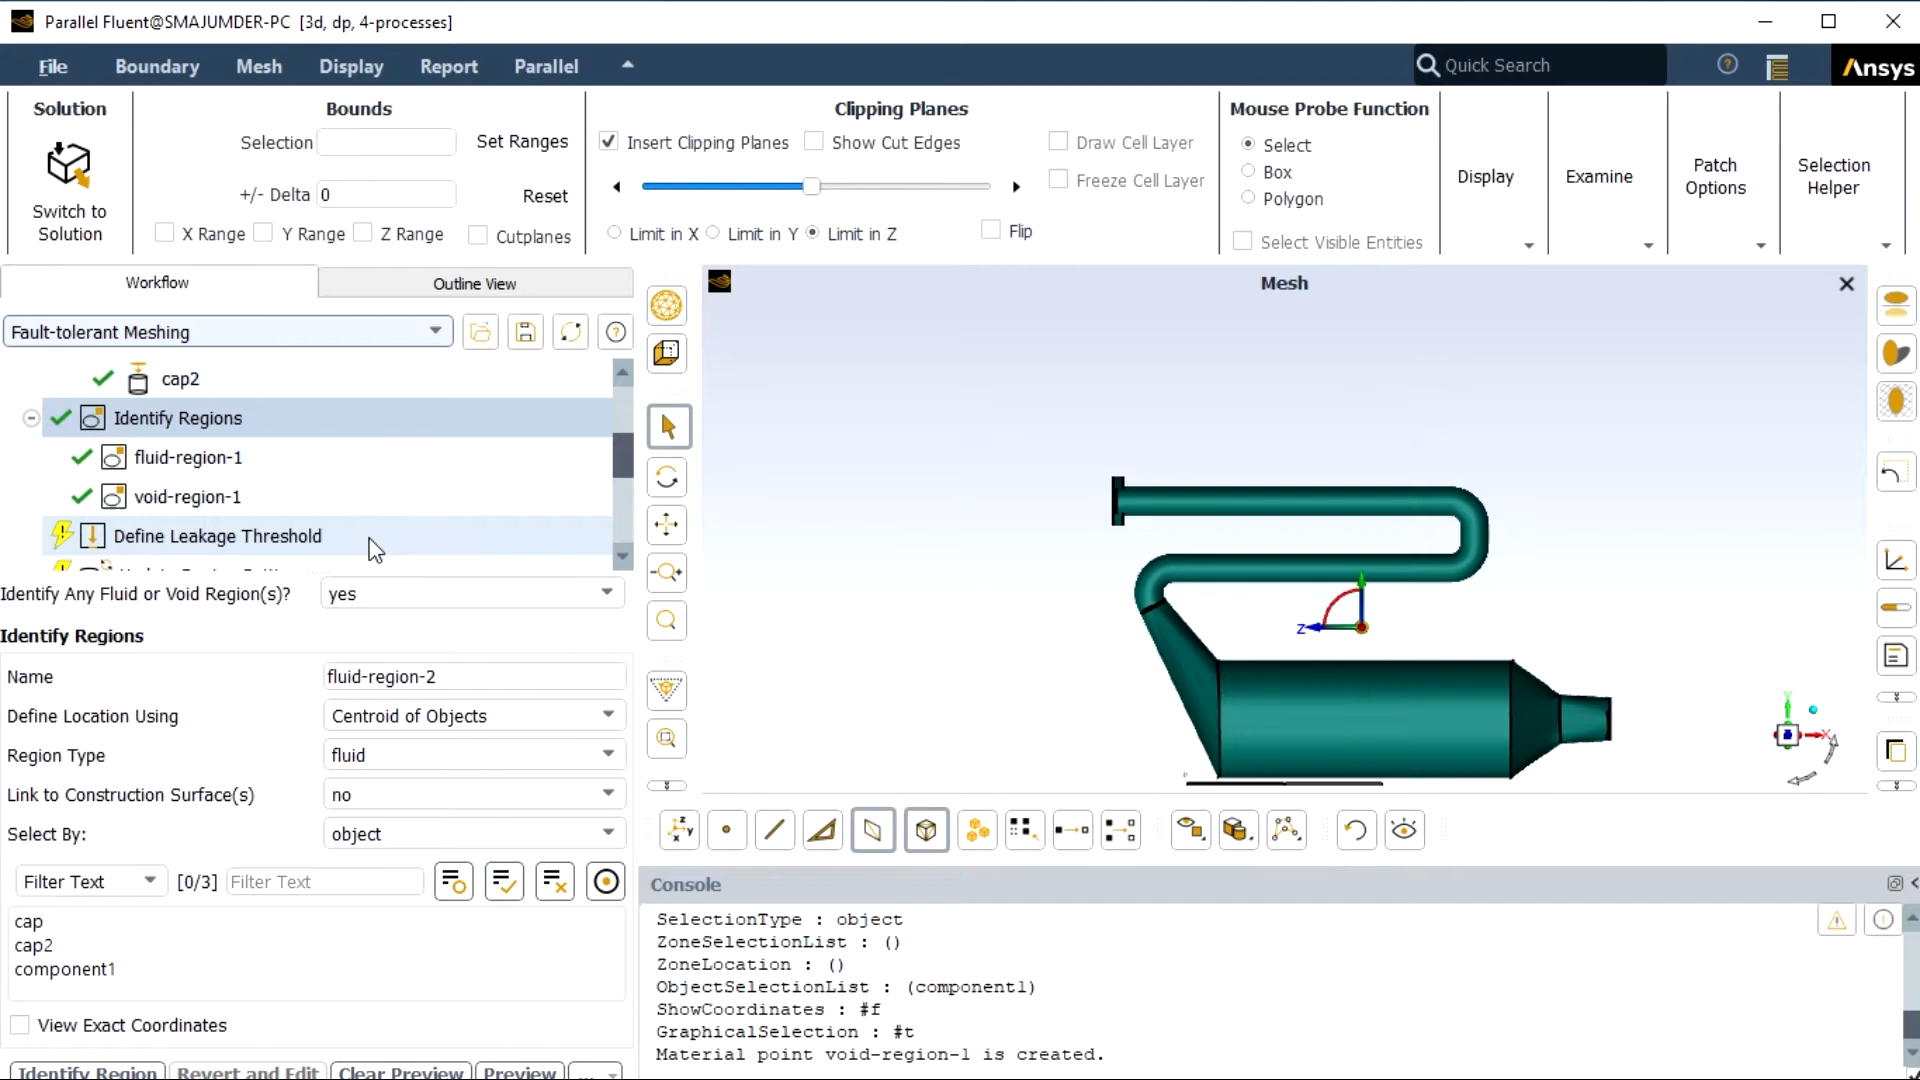 Parallel Fluent@SMAJUMDER-PC [3d, dp, 4-processes]
File Boundary Mesh Display Report Parallel
Quick Search
Ansys
Solution
Switch to
Solution
Bounds
Selection
Set Ranges
+/- Delta 0
Reset
X Range Y Range Z Range Cutplanes
Clipping Planes
Insert Clipping Planes Show Cut Edges Draw Cell Layer
Freeze Cell Layer
Limit in X Limit in Y Limit in Z Flip
Mouse Probe Function
Select
Box
Polygon
Select Visible Entities
Display
Examine
Patch
Options
Selection
Helper
Workflow
Outline View
Fault-tolerant Meshing
cap2
Identify Regions
fluid-region-1
void-region-1
Define Leakage Threshold
Identify Any Fluid or Void Region(s)? yes
Identify Regions
Name fluid-region-2
Define Location Using Centroid of Objects
Region Type fluid
Link to Construction Surface(s) no
Select By: object
Filter Text [0/3] Filter Text
cap
cap2
component1
View Exact Coordinates
Identify Region Revert and Edit Clear Preview Preview ...
Mesh
Z
Y
X
z
y
x
Console
SelectionType : object
ZoneSelectionList : ()
ZoneLocation : ()
ObjectSelectionList : (component1)
ShowCoordinates : #f
GraphicalSelection : #t
Material point void-region-1 is created.